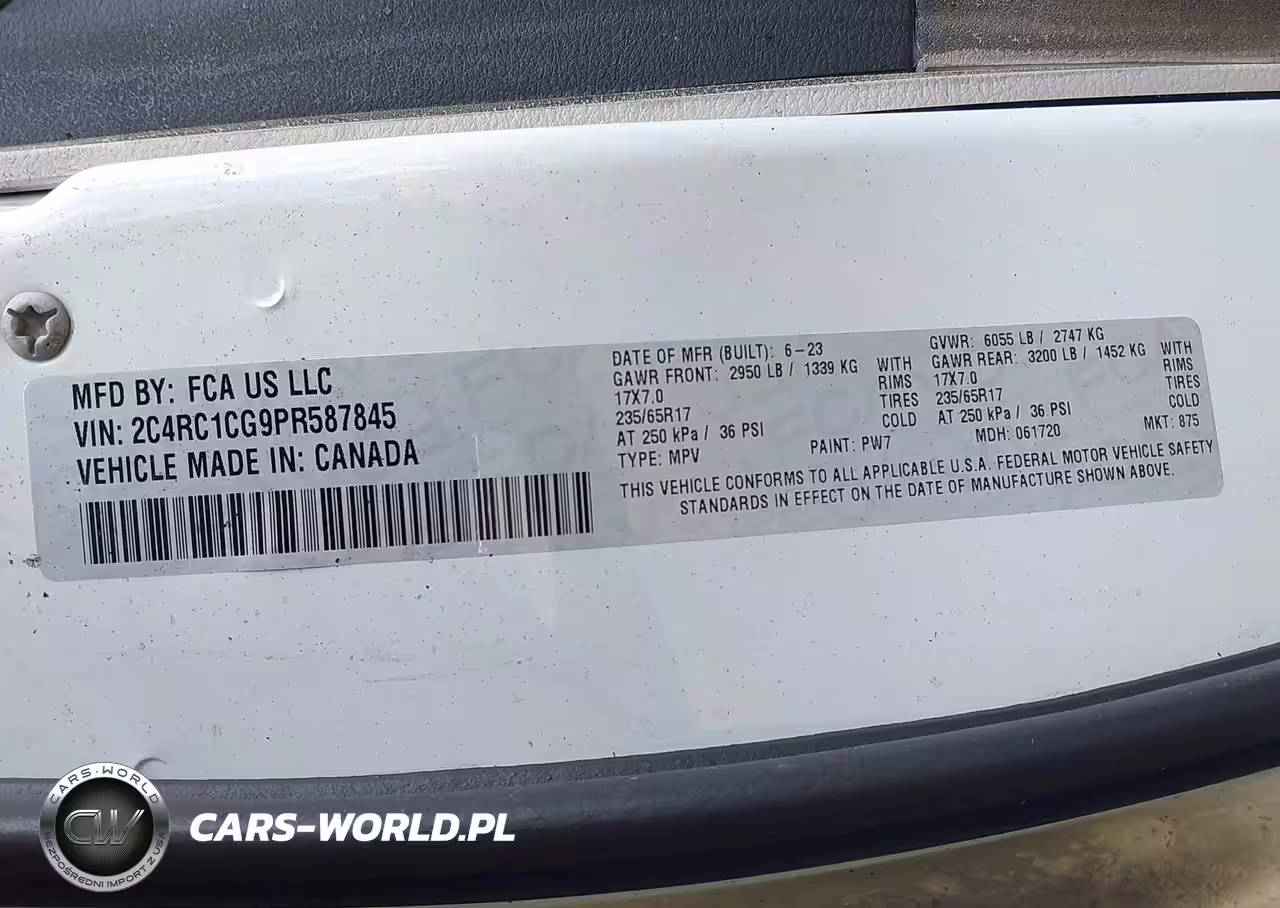 MFD BY: FCA US LLC
VIN: 2C4RC1CG9PR587845
VEHICLE MADE IN: CANADA
DATE OF MFR (BUILT): 6-23
GAWR FRONT: 2950 LB / 1339 KG WITH
17X7.0 RIMS
235/65R17 TIRES
AT 250 kPa / 36 PSI COLD
TYPE: MPV PAINT: PW7
GVWR: 6055 LB / 2747 KG
GAWR REAR: 3200 LB / 1452 KG WITH
17X7.0 RIMS
235/65R17 TIRES
AT 250 kPa / 36 PSI COLD
MDH: 061720 MKT: 875
THIS VEHICLE CONFORMS TO ALL APPLICABLE U.S.A. FEDERAL MOTOR VEHICLE SAFETY
STANDARDS IN EFFECT ON THE DATE OF MANUFACTURE SHOWN ABOVE.
CARS-WORLD
CW
BEZPOŚREDNI IMPORT Z USA
CARS-WORLD.PL